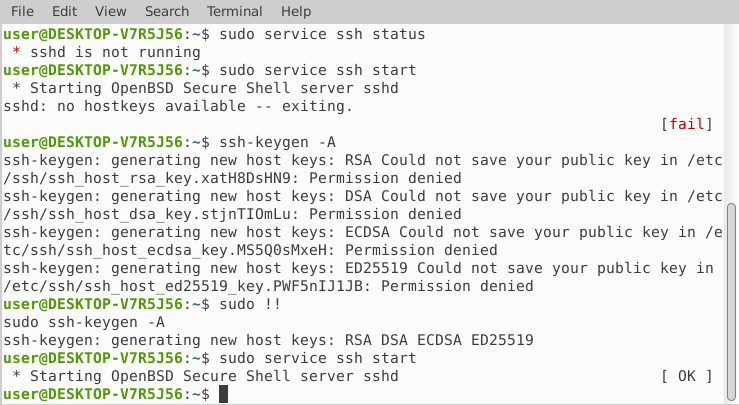 File Edit View Search Terminal Help
user@DESKTOP-V7R5J56:~$ sudo service ssh status
 * sshd is not running
user@DESKTOP-V7R5J56:~$ sudo service ssh start
 * Starting OpenBSD Secure Shell server sshd
sshd: no hostkeys available -- exiting.
[fail]
user@DESKTOP-V7R5J56:~$ ssh-keygen -A
ssh-keygen: generating new host keys: RSA Could not save your public key in /etc
/ssh/ssh_host_rsa_key.xatH8DsHN9: Permission denied
ssh-keygen: generating new host keys: DSA Could not save your public key in /etc
/ssh/ssh_host_dsa_key.stjnTIOmLu: Permission denied
ssh-keygen: generating new host keys: ECDSA Could not save your public key in /e
tc/ssh/ssh_host_ecdsa_key.MS5Q0sMxeH: Permission denied
ssh-keygen: generating new host keys: ED25519 Could not save your public key in
/etc/ssh/ssh_host_ed25519_key.PWF5nIJ1JB: Permission denied
user@DESKTOP-V7R5J56:~$ sudo !!
sudo ssh-keygen -A
ssh-keygen: generating new host keys: RSA DSA ECDSA ED25519
user@DESKTOP-V7R5J56:~$ sudo service ssh start
 * Starting OpenBSD Secure Shell server sshd [ OK ]
user@DESKTOP-V7R5J56:~$